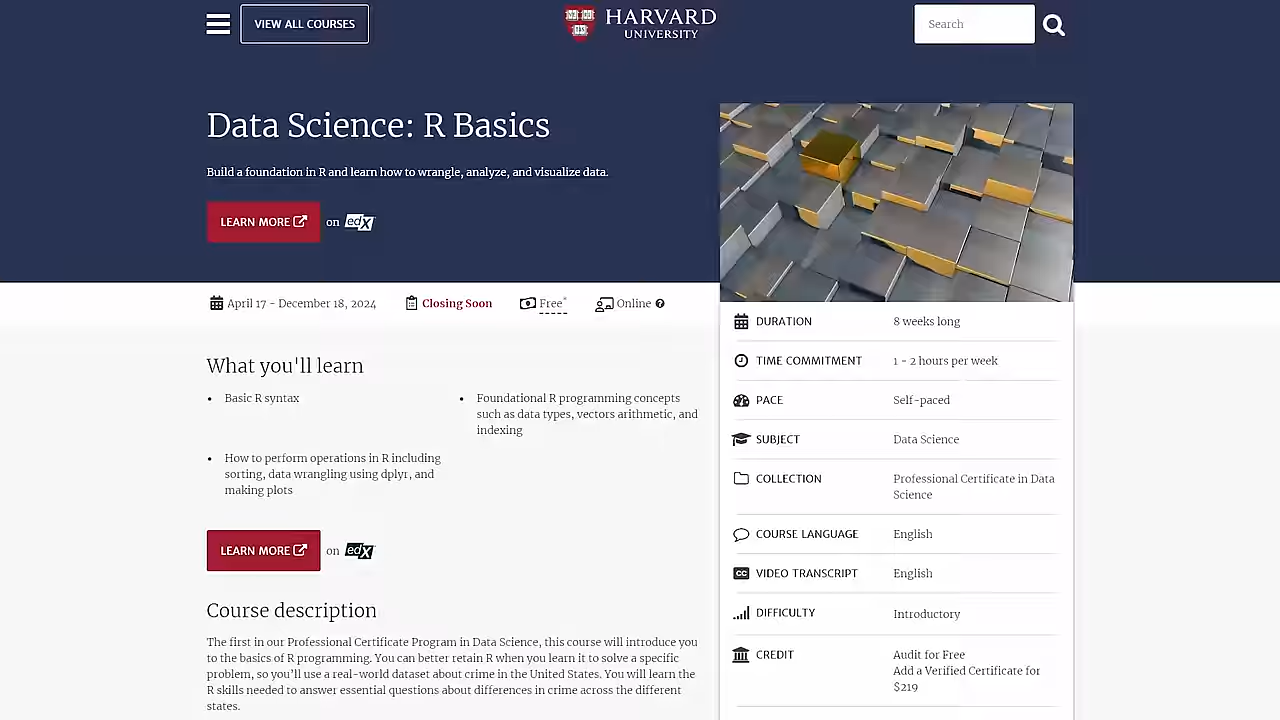 VIEW ALL COURSES
HARVARD
UNIVERSITY
Search
Data Science: R Basics
Build a foundation in R and learn how to wrangle, analyze, and visualize data.
LEARN MORE
on
edX
April 17 - December 18, 2024
Closing Soon
Free*
Online
What you'll learn
• Basic R syntax
• Foundational R programming concepts
such as data types, vectors arithmetic, and
indexing
• How to perform operations in R including
sorting, data wrangling using dplyr, and
making plots
LEARN MORE
on
edX
Course description
The first in our Professional Certificate Program in Data Science, this course will introduce you
to the basics of R programming. You can better retain R when you learn it to solve a specific
problem, so you'll use a real-world dataset about crime in the United States. You will learn the
R skills needed to answer essential questions about differences in crime across the different
states.
DURATION
8 weeks long
TIME COMMITMENT
1 - 2 hours per week
PACE
Self-paced
SUBJECT
Data Science
COLLECTION
Professional Certificate in Data
Science
COURSE LANGUAGE
English
CC
VIDEO TRANSCRIPT
English
DIFFICULTY
Introductory
CREDIT
Audit for Free
Add a Verified Certificate for
$219